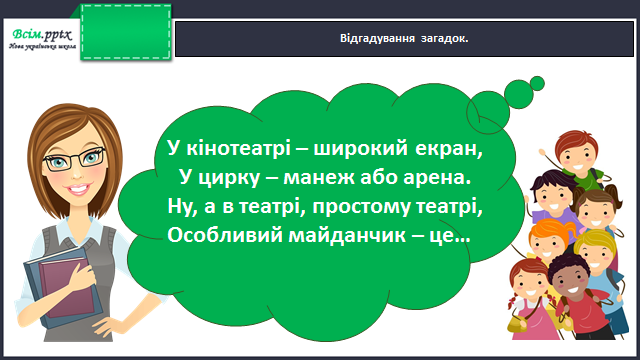 Всім.pptx
Нова українська школа
Відгадування загадок.
У кінотеатрі – широкий екран,
У цирку – манеж або арена.
Ну, а в театрі, простому театрі,
Особливий майданчик – це...